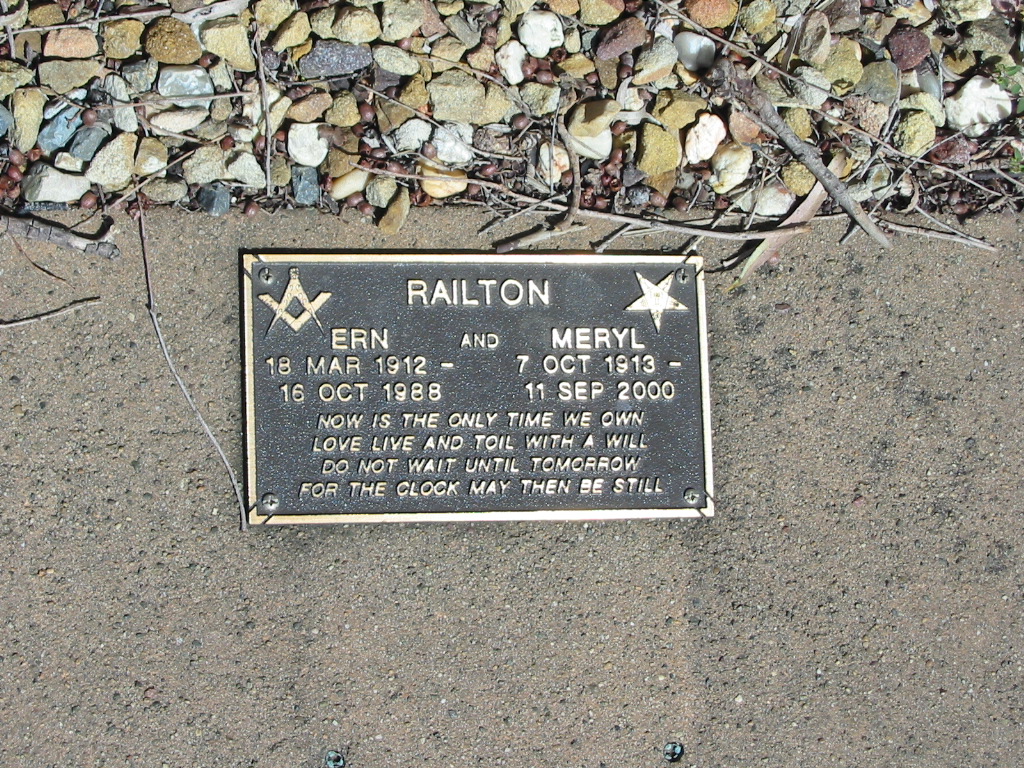 RAILTON
ERN AND MERYL
18 MAR 1912 - 7 OCT 1913 -
16 OCT 1988 11 SEP 2000
NOW IS THE ONLY TIME WE OWN
LOVE LIVE AND TOIL WITH A WILL
DO NOT WAIT UNTIL TOMORROW
FOR THE CLOCK MAY THEN BE STILL